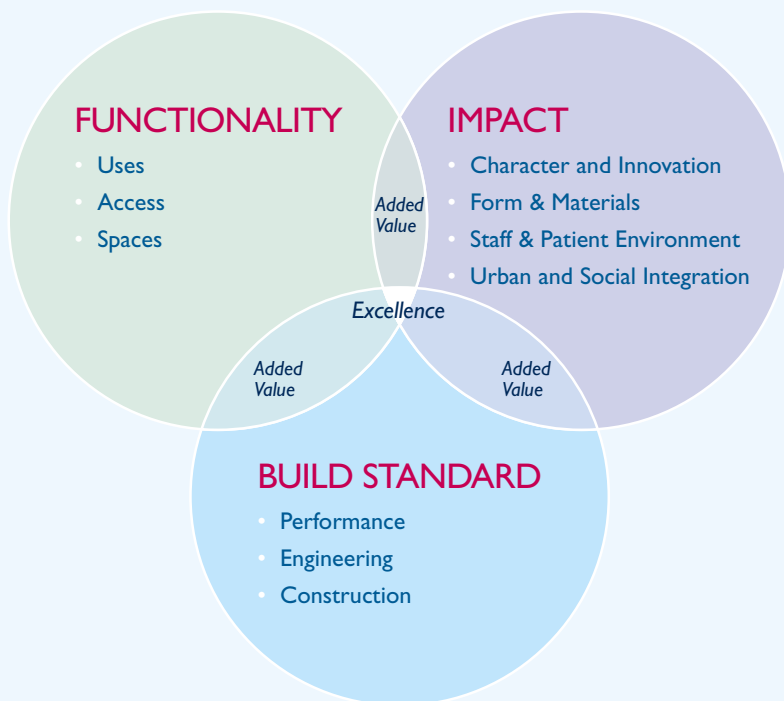 FUNCTIONALITY
• Uses
• Access
• Spaces
IMPACT
• Character and Innovation
• Form & Materials
• Staff & Patient Environment
• Urban and Social Integration
Added
Value
Excellence
Added
Value
Added
Value
BUILD STANDARD
• Performance
• Engineering
• Construction